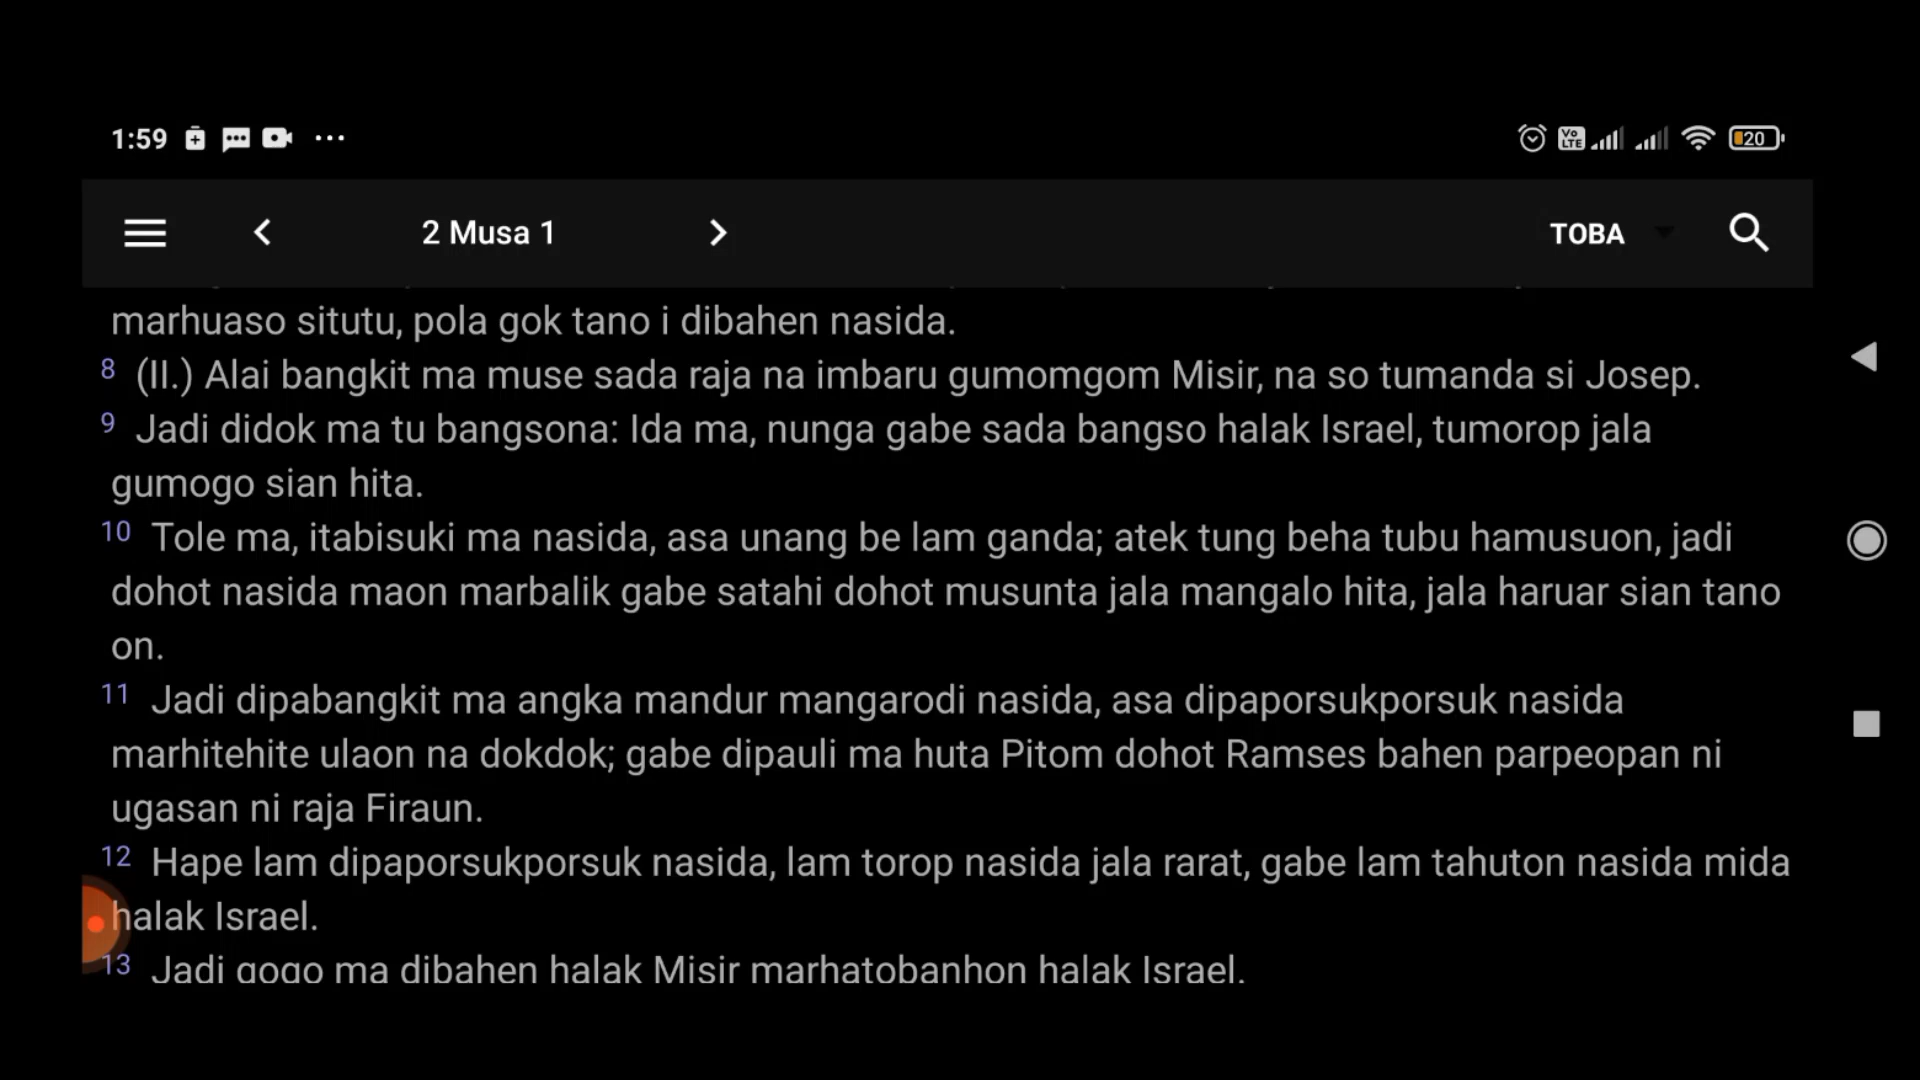 1:59
VoLTE
20
2 Musa 1
TOBA
marhuaso situtu, pola gok tano i dibahen nasida.
8 (II.) Alai bangkit ma muse sada raja na imbaru gumomgom Misir, na so tumanda si Josep.
9 Jadi didok ma tu bangsona: Ida ma, nunga gabe sada bangso halak Israel, tumorop jala
gumogo sian hita.
10 Tole ma, itabisuki ma nasida, asa unang be lam ganda; atek tung beha tubu hamusuon, jadi
dohot nasida maon marbalik gabe satahi dohot musunta jala mangalo hita, jala haruar sian tano
on.
11 Jadi dipabangkit ma angka mandur mangarodi nasida, asa dipaporsukporsuk nasida
marhitehite ulaon na dokdok; gabe dipauli ma huta Pitom dohot Ramses bahen parpeopan ni
ugasan ni raja Firaun.
12 Hape lam dipaporsukporsuk nasida, lam torop nasida jala rarat, gabe lam tahuton nasida mida
halak Israel.
13 Jadi gogo ma dibahen halak Misir marhatobanhon halak Israel.